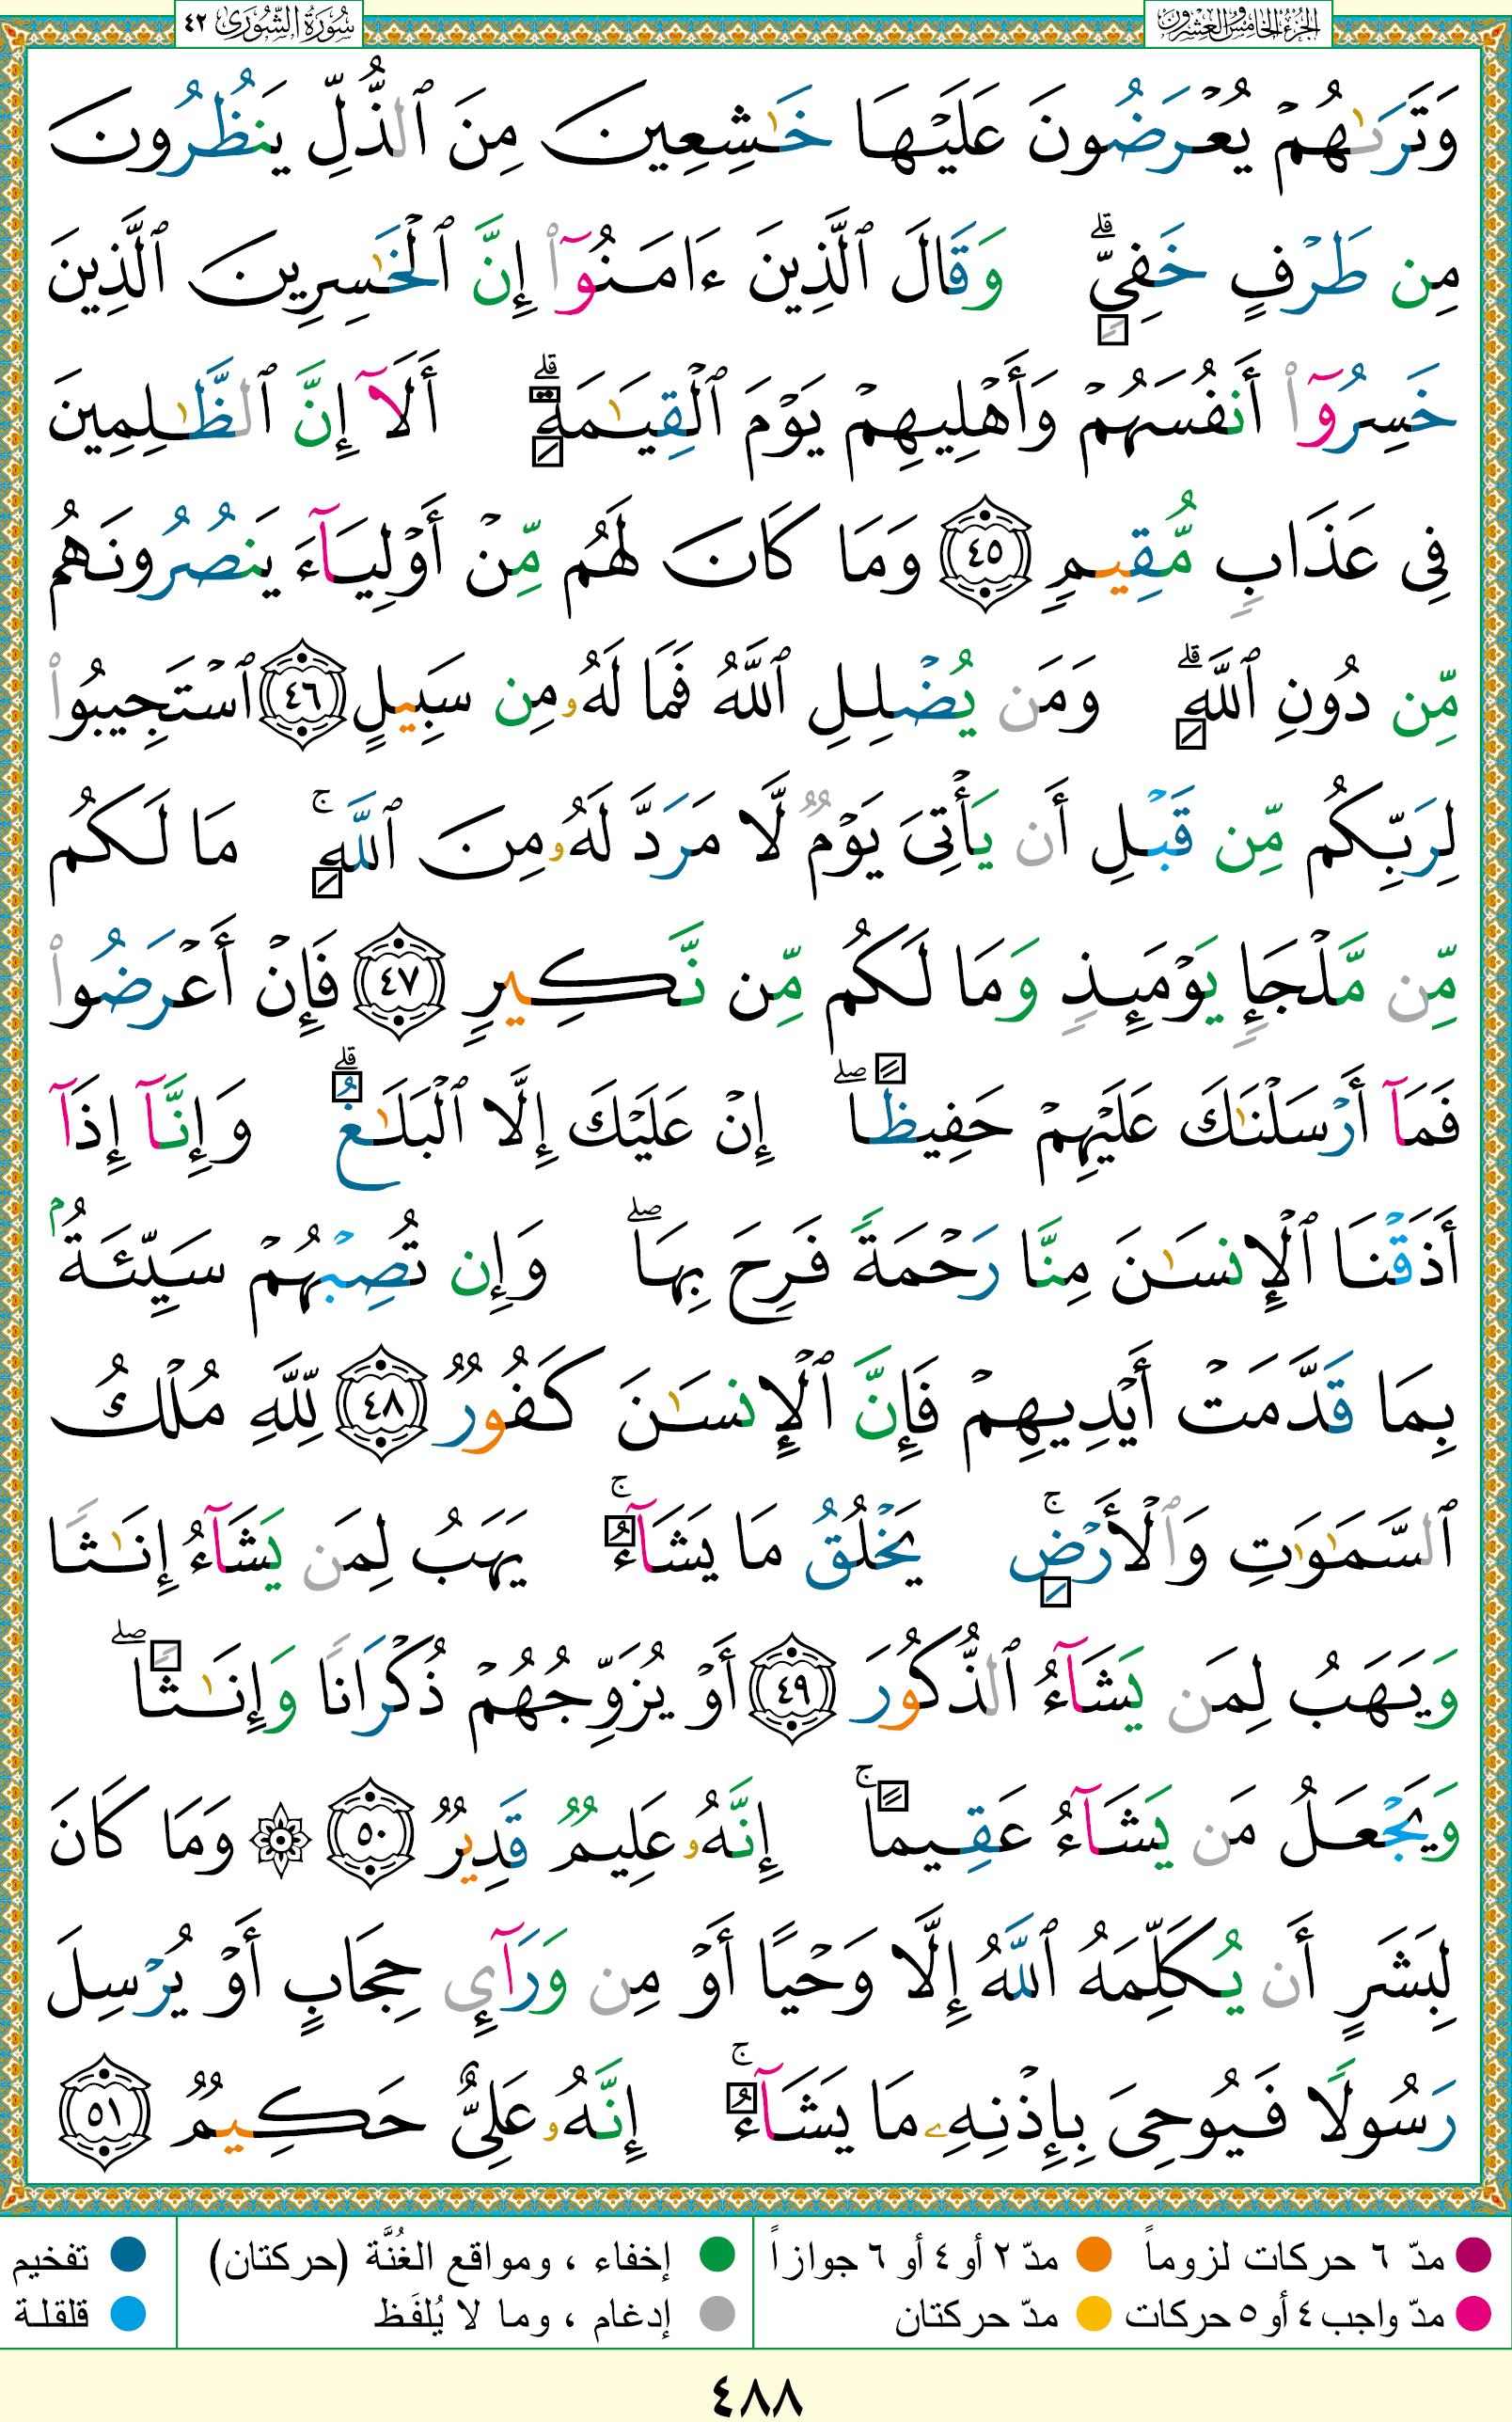 الجزء الخامس والعشرون
سورة الشورى ٤٢
وَتَرَىٰهُمْ يُعْرَضُونَ عَلَيْهَا خَـٰشِعِينَ مِنَ ٱلذُّلِّ يَنظُرُونَ
مِن طَرْفٍ خَفِىٍّ ۗ وَقَالَ ٱلَّذِينَ ءَامَنُوٓا۟ إِنَّ ٱلْخَـٰسِرِينَ ٱلَّذِينَ
خَسِرُوٓا۟ أَنفُسَهُمْ وَأَهْلِيهِمْ يَوْمَ ٱلْقِيَـٰمَةِ ۗ أَلَآ إِنَّ ٱلظَّـٰلِمِينَ
فِى عَذَابٍ مُّقِيمٍ ٤٥ وَمَا كَانَ لَهُم مِّنْ أَوْلِيَآءَ يَنصُرُونَهُم
مِّن دُونِ ٱللَّهِ ۗ وَمَن يُضْلِلِ ٱللَّهُ فَمَا لَهُۥ مِن سَبِيلٍ ٤٦ ٱسْتَجِيبُوا۟
لِرَبِّكُم مِّن قَبْلِ أَن يَأْتِىَ يَوْمٌ لَّا مَرَدَّ لَهُۥ مِنَ ٱللَّهِ ۚ مَا لَكُم
مِّن مَّلْجَإٍ يَوْمَئِذٍ وَمَا لَكُم مِّن نَّكِيرٍ ٤٧ فَإِنْ أَعْرَضُوا۟
فَمَآ أَرْسَلْنَـٰكَ عَلَيْهِمْ حَفِيظًا ۖ إِنْ عَلَيْكَ إِلَّا ٱلْبَلَـٰغُ ۗ وَإِنَّآ إِذَآ
أَذَقْنَا ٱلْإِنسَـٰنَ مِنَّا رَحْمَةً فَرِحَ بِهَا ۖ وَإِن تُصِبْهُمْ سَيِّئَةٌۢ
بِمَا قَدَّمَتْ أَيْدِيهِمْ فَإِنَّ ٱلْإِنسَـٰنَ كَفُورٌ ٤٨ لِّلَّهِ مُلْكُ
ٱلسَّمَـٰوَٰتِ وَٱلْأَرْضِ ۚ يَخْلُقُ مَا يَشَآءُ ۚ يَهَبُ لِمَن يَشَآءُ إِنَـٰثًا
وَيَهَبُ لِمَن يَشَآءُ ٱلذُّكُورَ ٤٩ أَوْ يُزَوِّجُهُمْ ذُكْرَانًا وَإِنَـٰثًا ۖ
وَيَجْعَلُ مَن يَشَآءُ عَقِيمًا ۚ إِنَّهُۥ عَلِيمٌ قَدِيرٌ ٥٠ ۞ وَمَا كَانَ
لِبَشَرٍ أَن يُكَلِّمَهُ ٱللَّهُ إِلَّا وَحْيًا أَوْ مِن وَرَآئِ حِجَابٍ أَوْ يُرْسِلَ
رَسُولًا فَيُوحِىَ بِإِذْنِهِۦ مَا يَشَآءُ ۚ إِنَّهُۥ عَلِىٌّ حَكِيمٌ ٥١
مدّ ٦ حركات لزوماً مدّ ٢ أو ٤ أو ٦ جوازاً إخفاء ، ومواقع الغُنَّة (حركتان) تفخيم
مدّ واجب ٤ أو ٥ حركات مدّ حركتان إدغام ، وما لا يُلفَظ قلقلة
٤٨٨